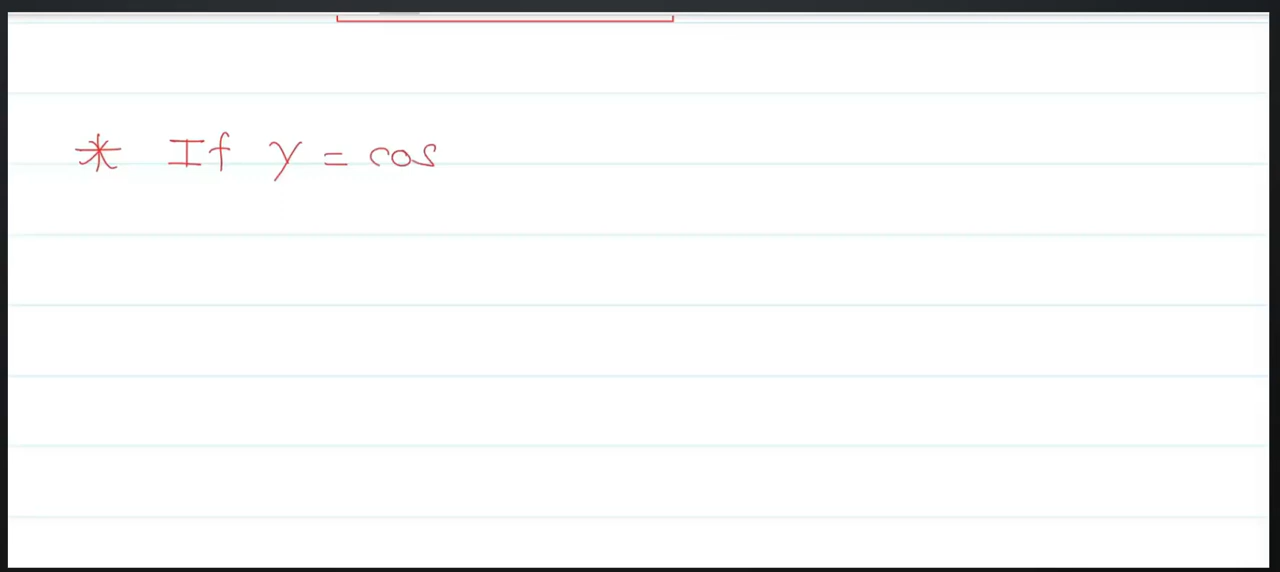 * If y = cos